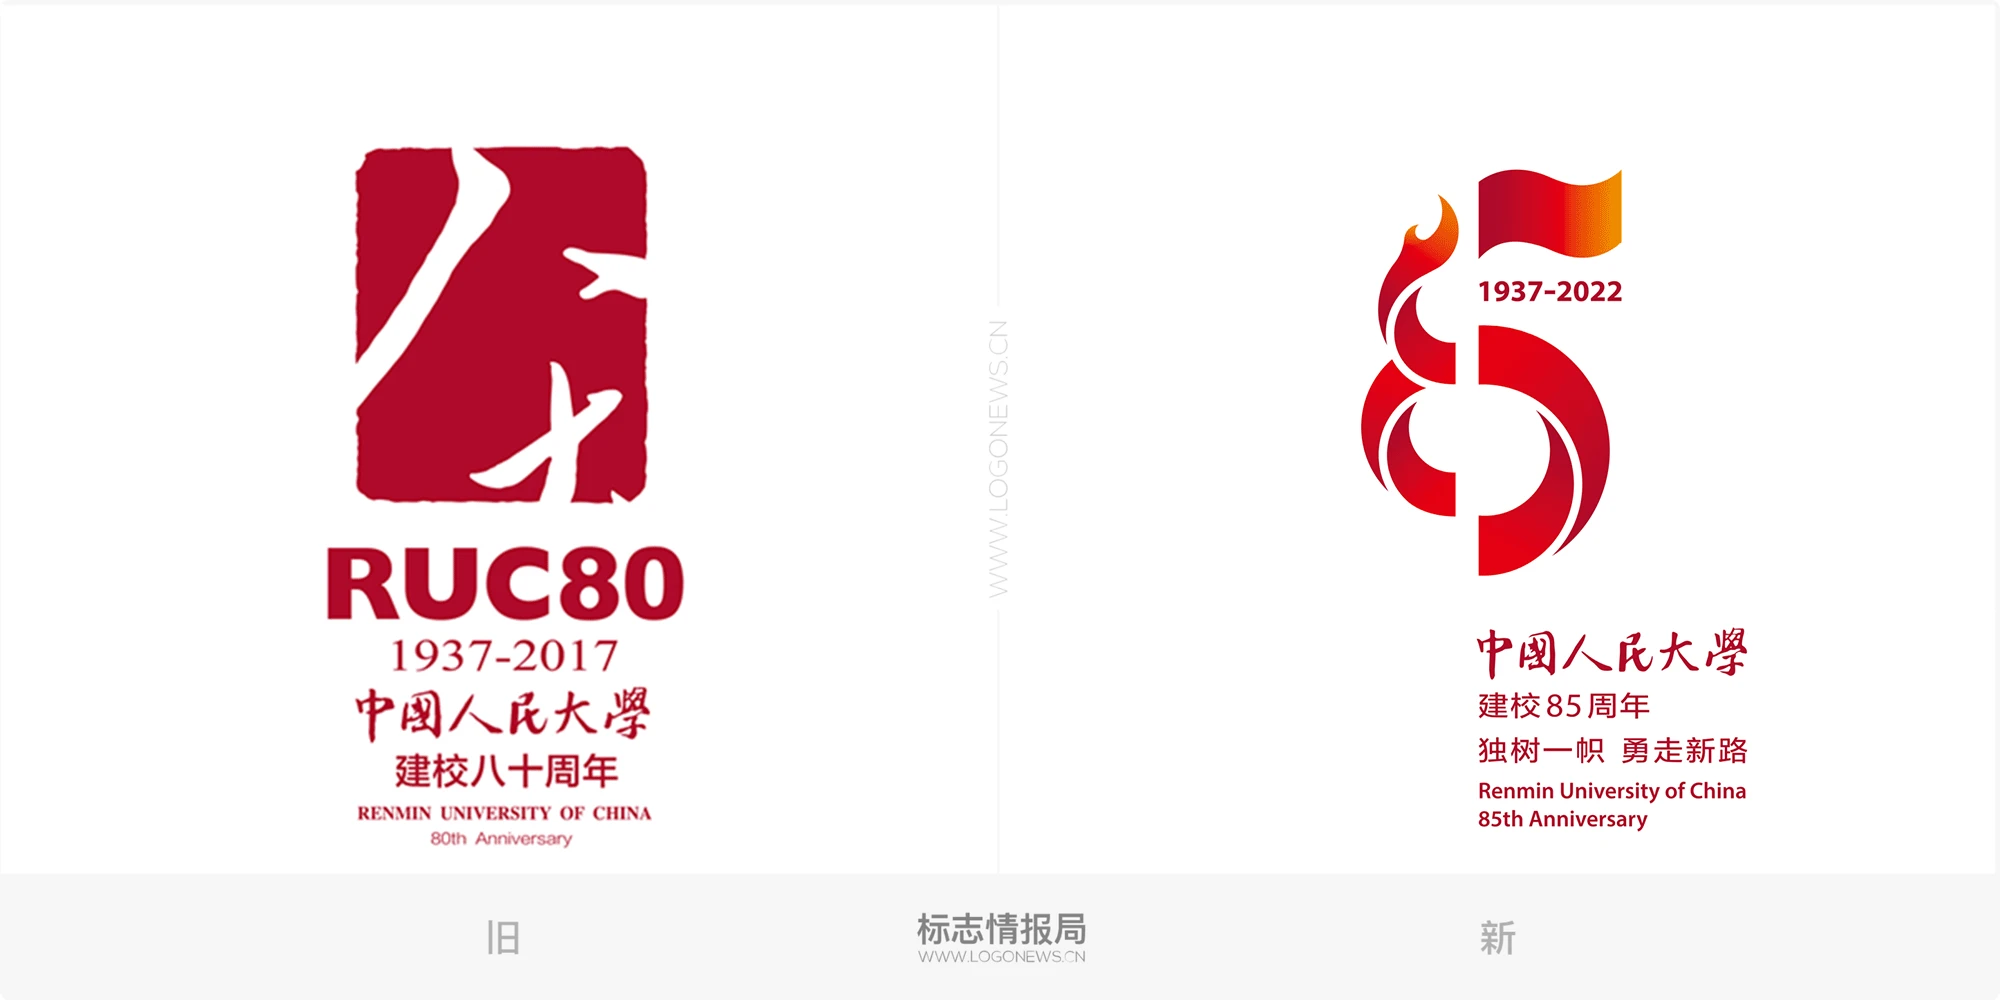 RUC80
1937-2017
中國人民大學
建校八十周年
RENMIN UNIVERSITY OF CHINA
80th Anniversary
WWW.LOGONEWS.CN
85
1937-2022
中國人民大學
建校85周年
独树一帜 勇走新路
Renmin University of China
85th Anniversary
旧
标志情报局
WWW.LOGONEWS.CN
新